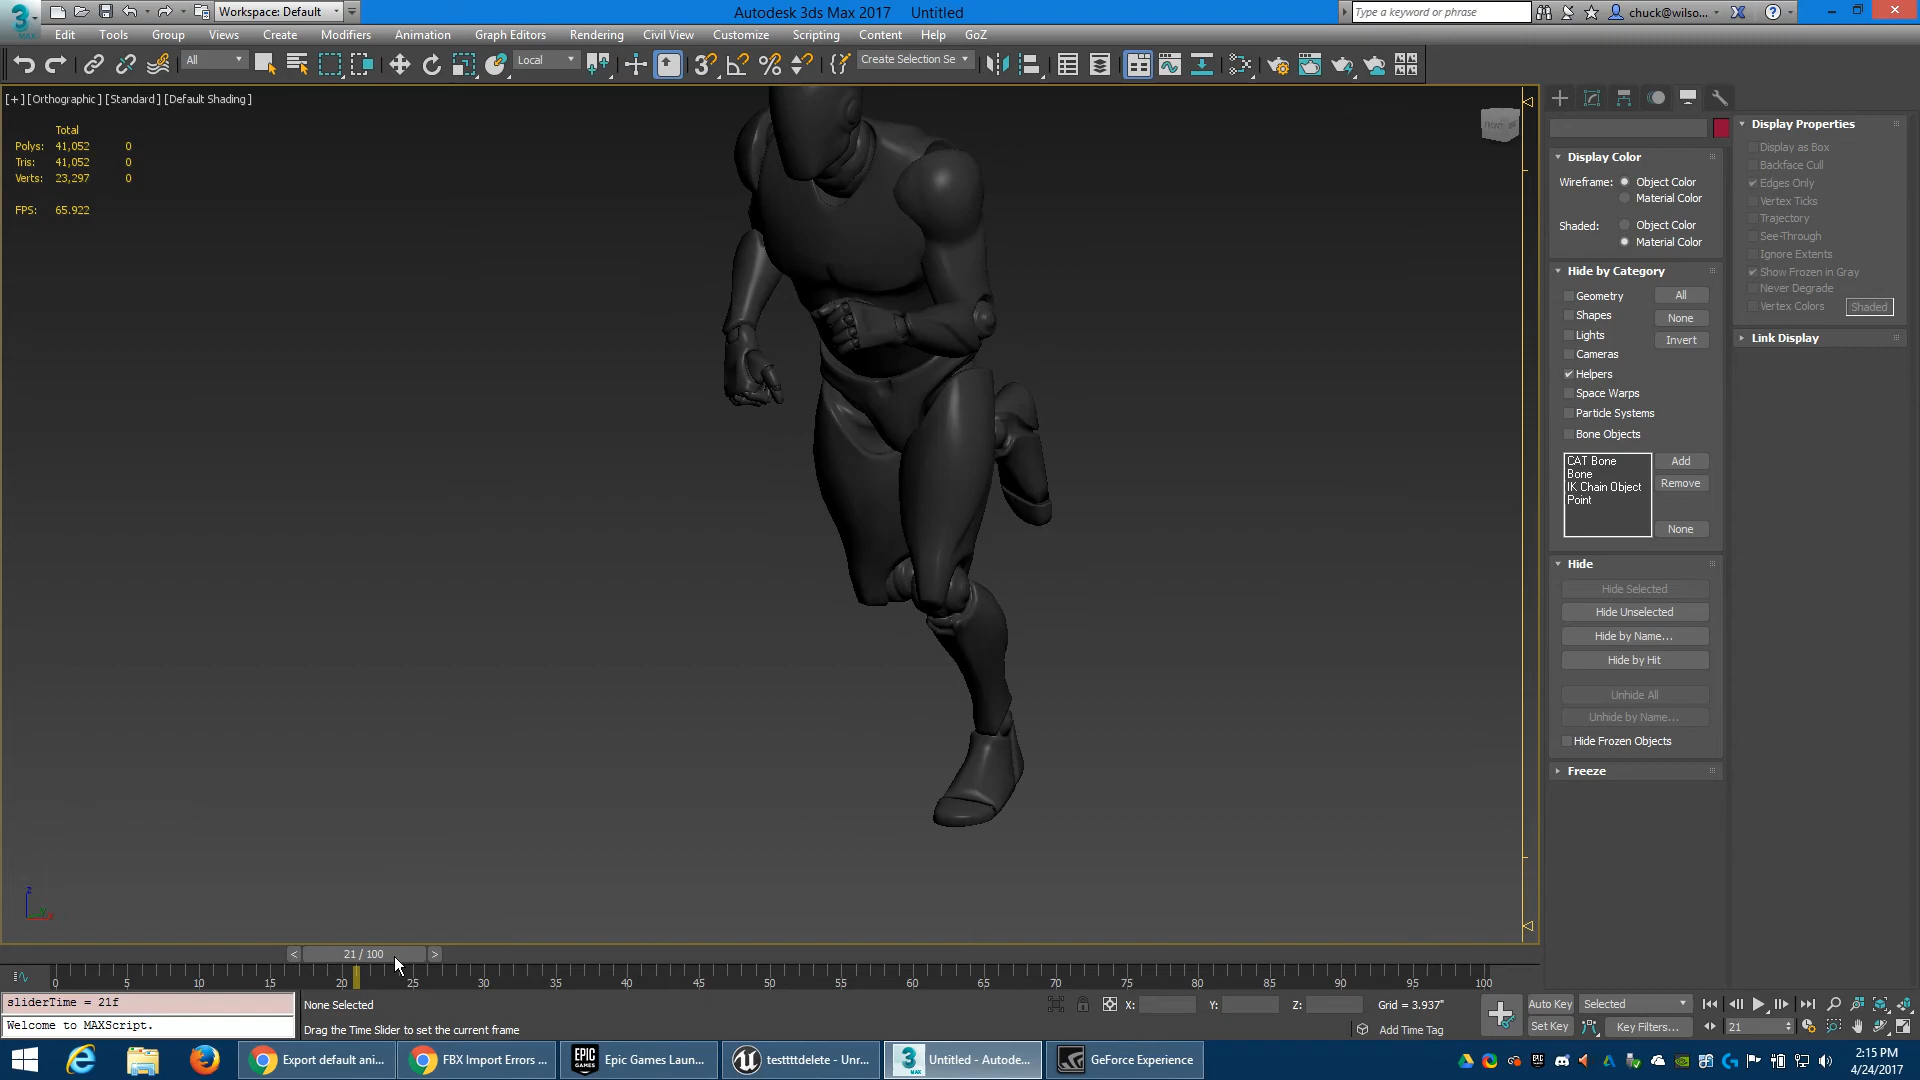 Workspace: Default
Autodesk 3ds Max 2017 Untitled
Type a keyword or phrase
chuck@wilso...
MAX
Edit Tools Group Views Create Modifiers Animation Graph Editors Rendering Civil View Customize Scripting Content Help GoZ
All
Local
Create Selection Se
[+] [Orthographic] [Standard] [Default Shading]
Total
Polys: 41,052 0
Tris: 41,052 0
Verts: 23,297 0
FPS: 65.922
Display Color
Wireframe: Object Color
Material Color
Shaded: Object Color
Material Color
Hide by Category
Geometry All
Shapes None
Lights Invert
Cameras
Helpers
Space Warps
Particle Systems
Bone Objects
CAT Bone Add
Bone Remove
IK Chain Object
Point
None
Hide
Hide Selected
Hide Unselected
Hide by Name...
Hide by Hit
Unhide All
Unhide by Name...
Hide Frozen Objects
Freeze
Display Properties
Display as Box
Backface Cull
Edges Only
Vertex Ticks
Trajectory
See-Through
Ignore Extents
Show Frozen in Gray
Never Degrade
Vertex Colors Shaded
Link Display
z
< 21 / 100 >
0 5 10 15 20 25 30 35 40 45 50 55 60 65 70 75 80 85 90 95 100
sliderTime = 21f
Welcome to MAXScript.
None Selected
Drag the Time Slider to set the current frame
X: Y: Z: Grid = 3.937"
Add Time Tag
Auto Key Selected
Set Key Key Filters...
21
Export default ani...
FBX Import Errors ...
EPIC GAMES Epic Games Laun...
testtttdelete - Unr...
3 MAX Untitled - Autode...
GeForce Experience
2:15 PM
4/24/2017